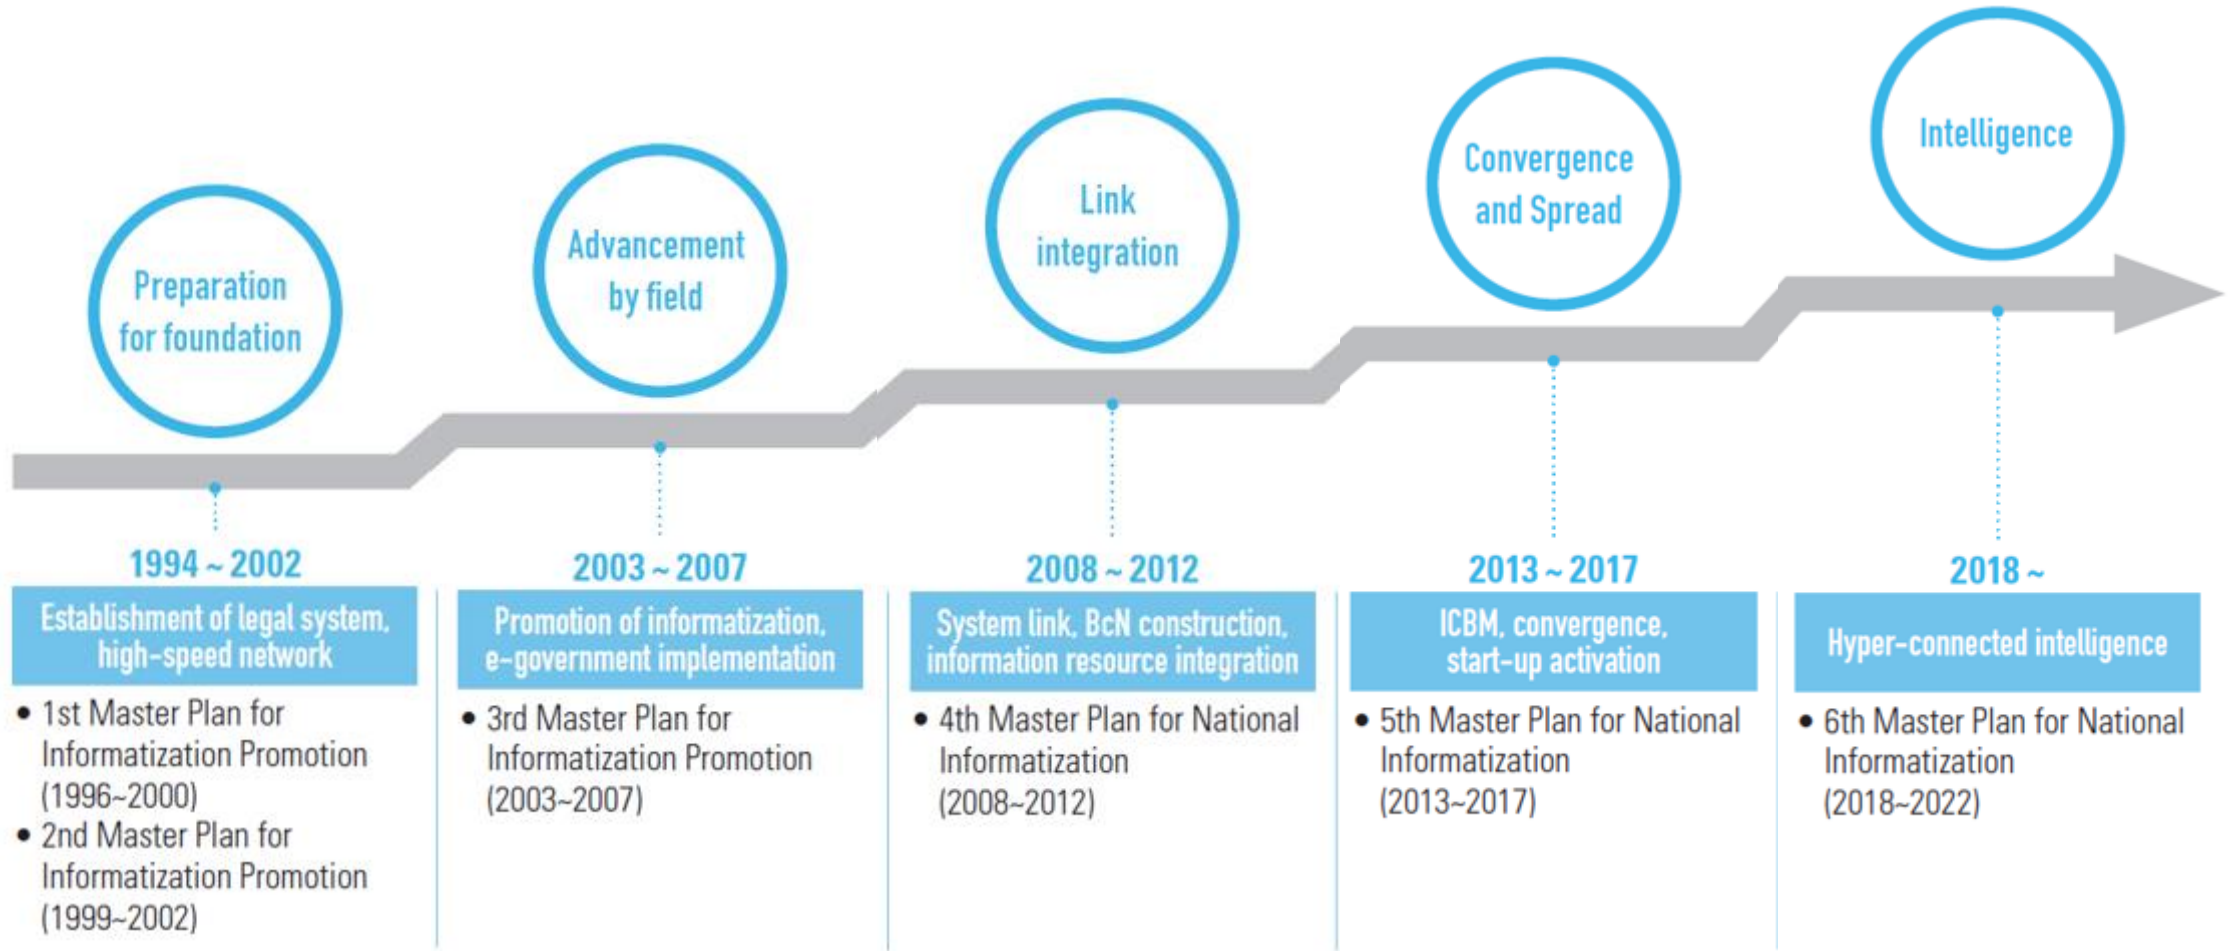 Preparation
for foundation
Advancement
by field
Link
integration
Convergence
and Spread
Intelligence
1994 ~ 2002
Establishment of legal system,
high-speed network
• 1st Master Plan for
Informatization Promotion
(1996~2000)
• 2nd Master Plan for
Informatization Promotion
(1999~2002)
2003 ~ 2007
Promotion of informatization,
e-government implementation
• 3rd Master Plan for
Informatization Promotion
(2003~2007)
2008 ~ 2012
System link, BcN construction,
information resource integration
• 4th Master Plan for National
Informatization
(2008~2012)
2013 ~ 2017
ICBM, convergence,
start-up activation
• 5th Master Plan for National
Informatization
(2013~2017)
2018 ~
Hyper-connected intelligence
• 6th Master Plan for National
Informatization
(2018~2022)